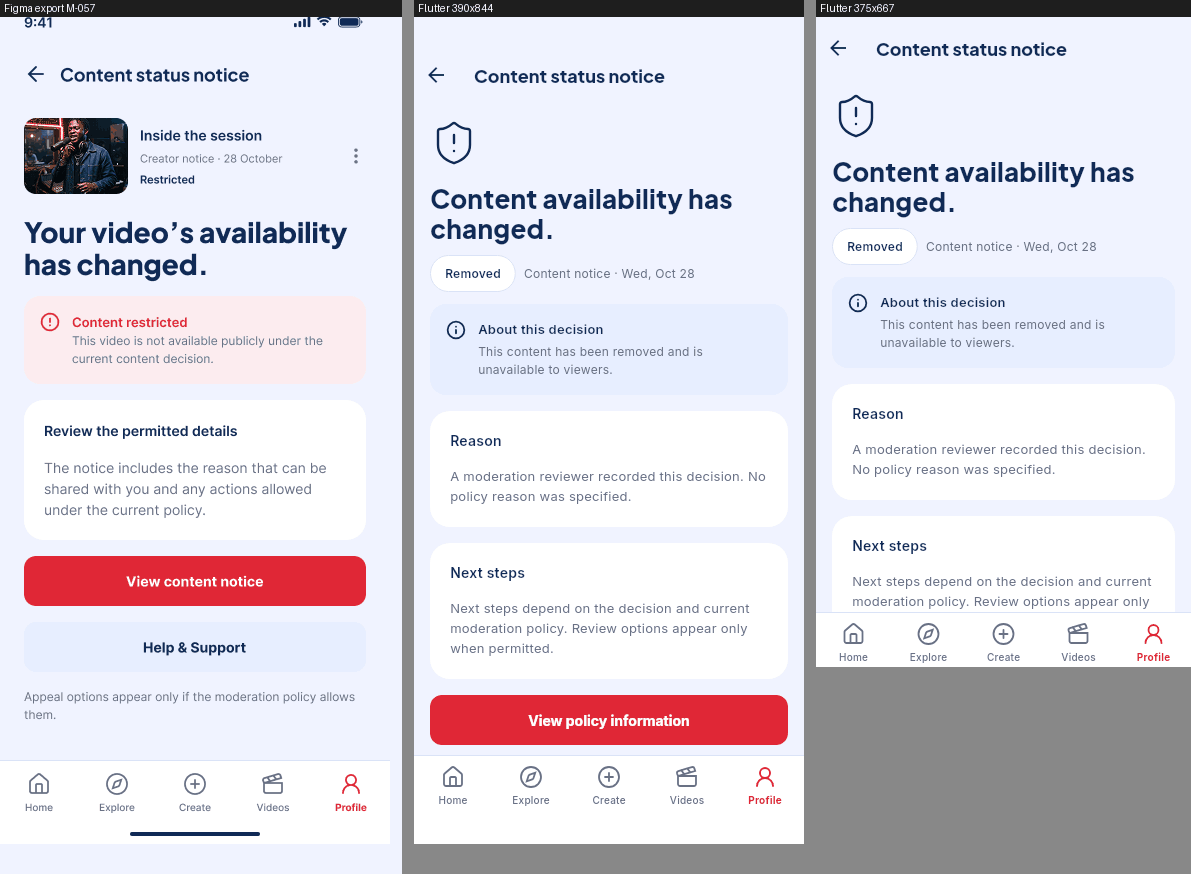 Figma export M-057
9:41
Content status notice
Inside the session
Creator notice · 28 October
Restricted
Your video’s availability
has changed.
Content restricted
This video is not available publicly under the
current content decision.
Review the permitted details
The notice includes the reason that can be
shared with you and any actions allowed
under the current policy.
View content notice
Help & Support
Appeal options appear only if the moderation policy allows
them.
Home Explore Create Videos Profile
Flutter 390x844
Content status notice
Content availability has
changed.
Removed Content notice · Wed, Oct 28
About this decision
This content has been removed and is
unavailable to viewers.
Reason
A moderation reviewer recorded this decision. No
policy reason was specified.
Next steps
Next steps depend on the decision and current
moderation policy. Review options appear only
when permitted.
View policy information
Home Explore Create Videos Profile
Flutter 375x667
Content status notice
Content availability has
changed.
Removed Content notice · Wed, Oct 28
About this decision
This content has been removed and is
unavailable to viewers.
Reason
A moderation reviewer recorded this decision.
No policy reason was specified.
Next steps
Next steps depend on the decision and current
moderation policy. Review options appear only
Home Explore Create Videos Profile